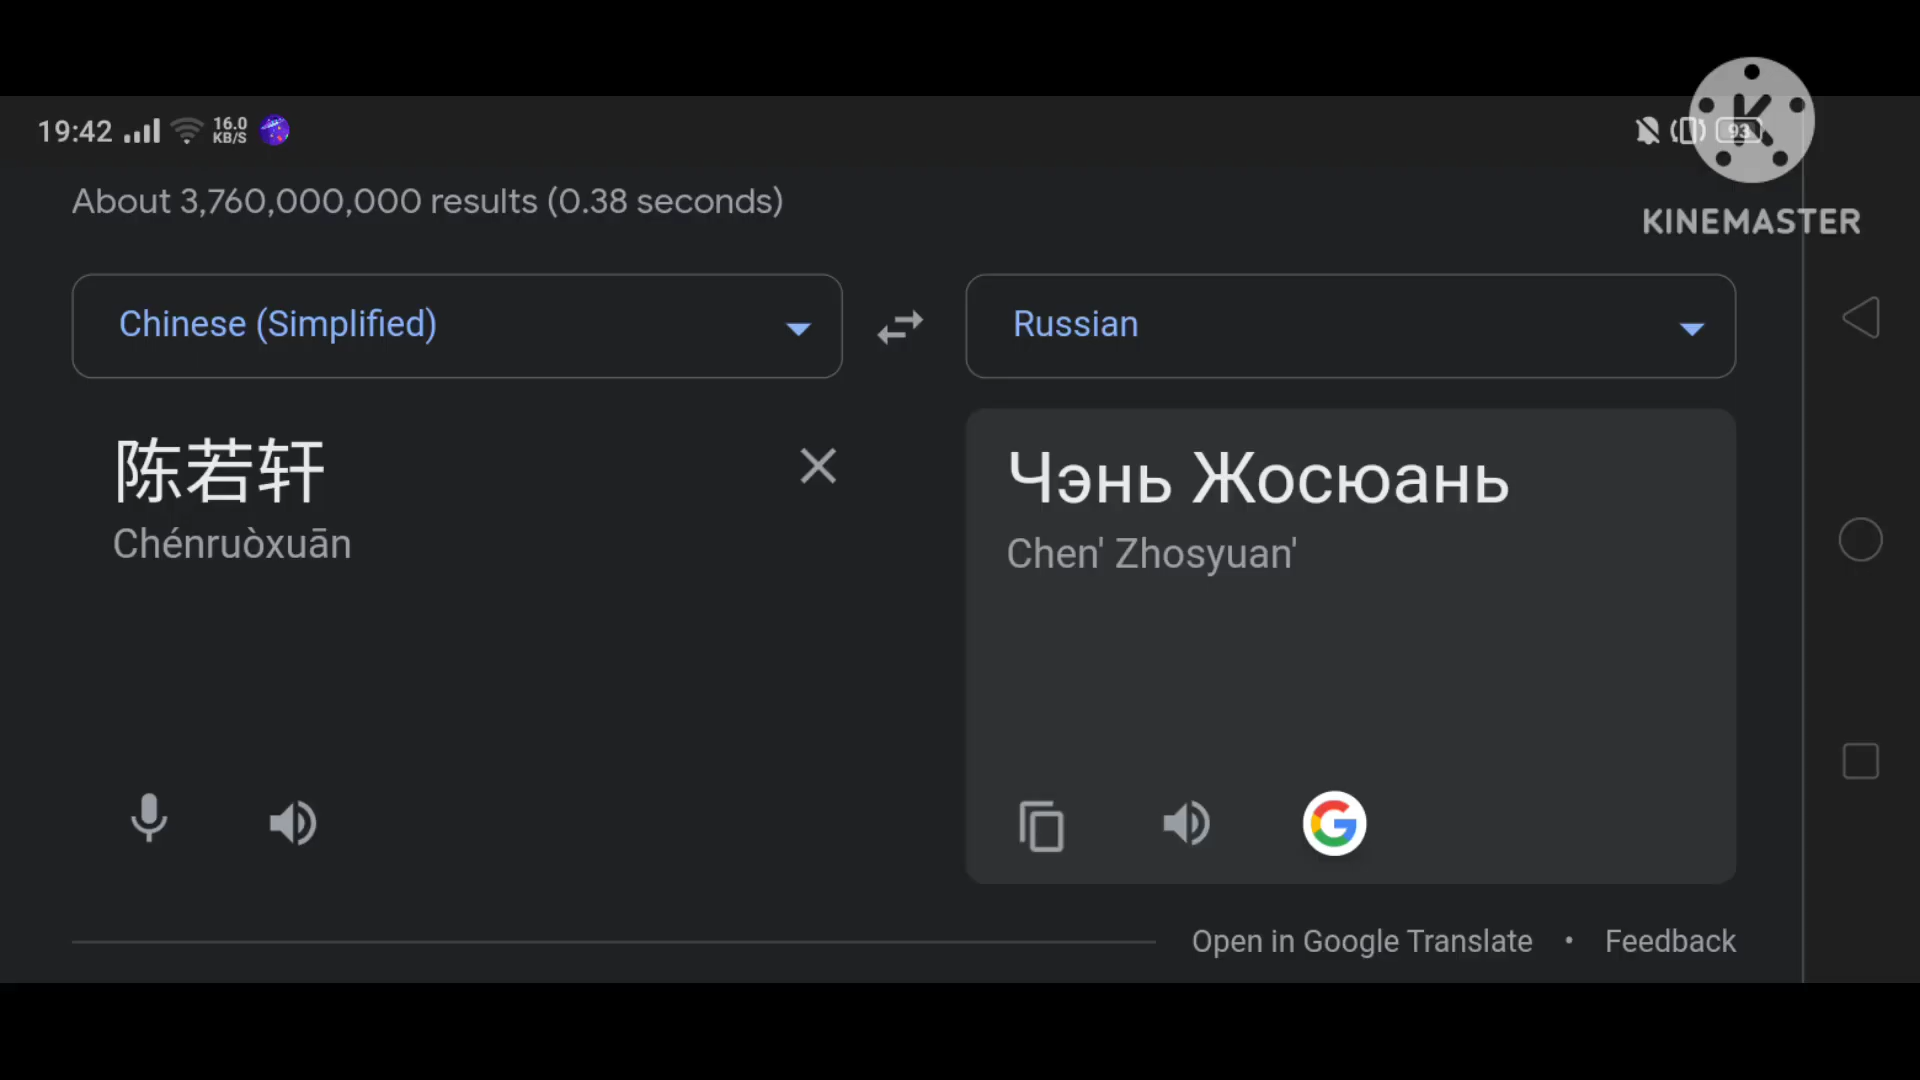 19:42
16.0
KB/S
93
KINEMASTER
About 3,760,000,000 results (0.38 seconds)
Chinese (Simplified)
Russian
陈若轩
Chénruòxuān
Чэнь Жосюань
Chen' Zhosyuan'
Open in Google Translate • Feedback